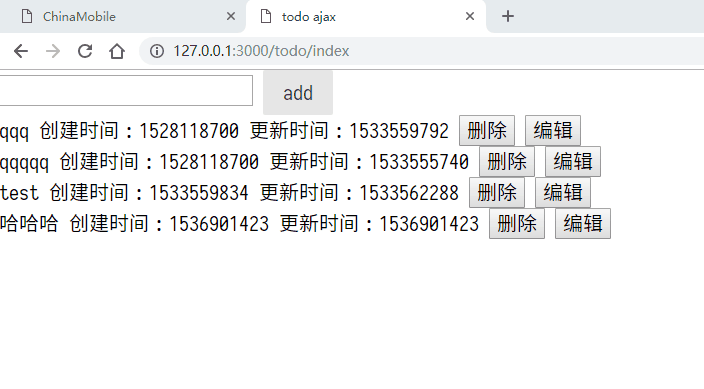 ChinaMobile
todo ajax
127.0.0.1:3000/todo/index
add
qqq 创建时间：1528118700 更新时间：1533559792 删除 编辑
qqqqq 创建时间：1528118700 更新时间：1533555740 删除 编辑
test 创建时间：1533559834 更新时间：1533562288 删除 编辑
哈哈哈 创建时间：1536901423 更新时间：1536901423 删除 编辑